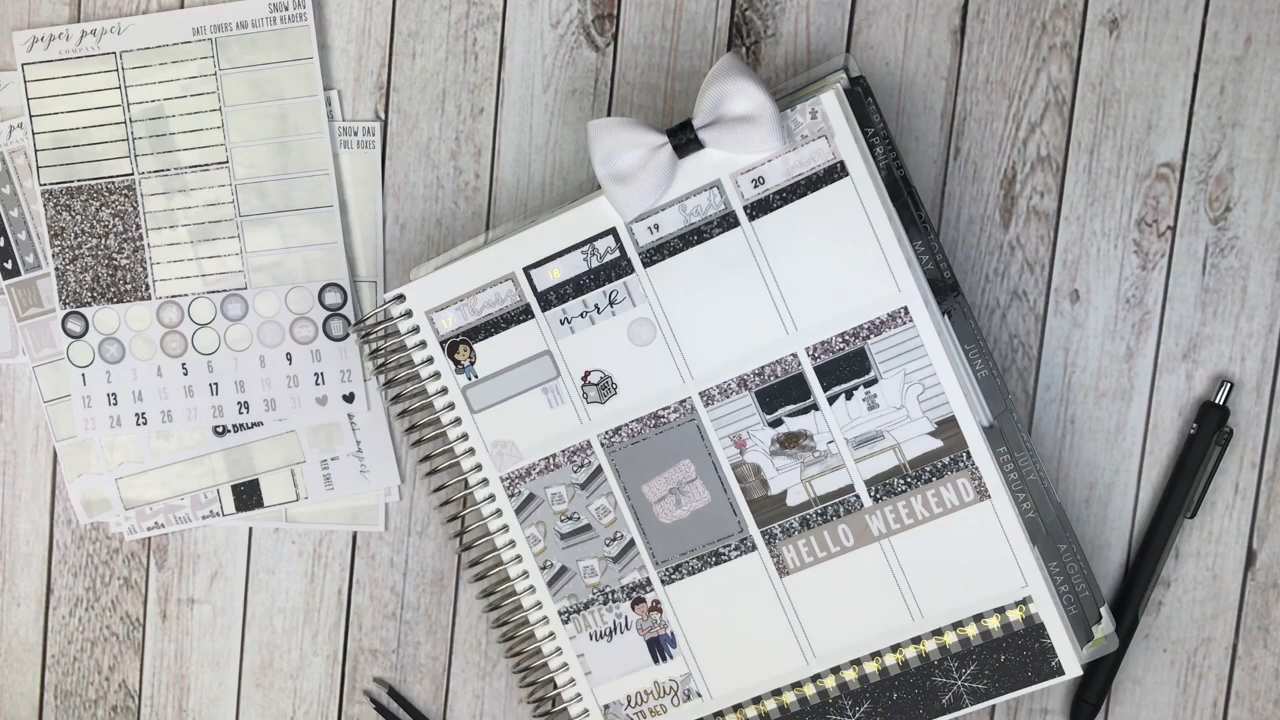 SNOW DAY
DATE COVERS AND GLITTER HEADERS
piper paper
COMPANY
SNOW DAY
FULL BOXES
1 2 3 4 5 6 7 8 9 10 11
12 13 14 15 16 17 18 19 20 21 22
23 24 25 26 27 28 29 30 31
BREAK
17 Thurs
18 Fri
19 Sat
20
work
HELLO WEEKEND
DATE
night
early
TO BED
SEPTEMBER
APRIL
OCTOBER
MAY
JUNE
JULY
FEBRUARY
AUGUST
MARCH